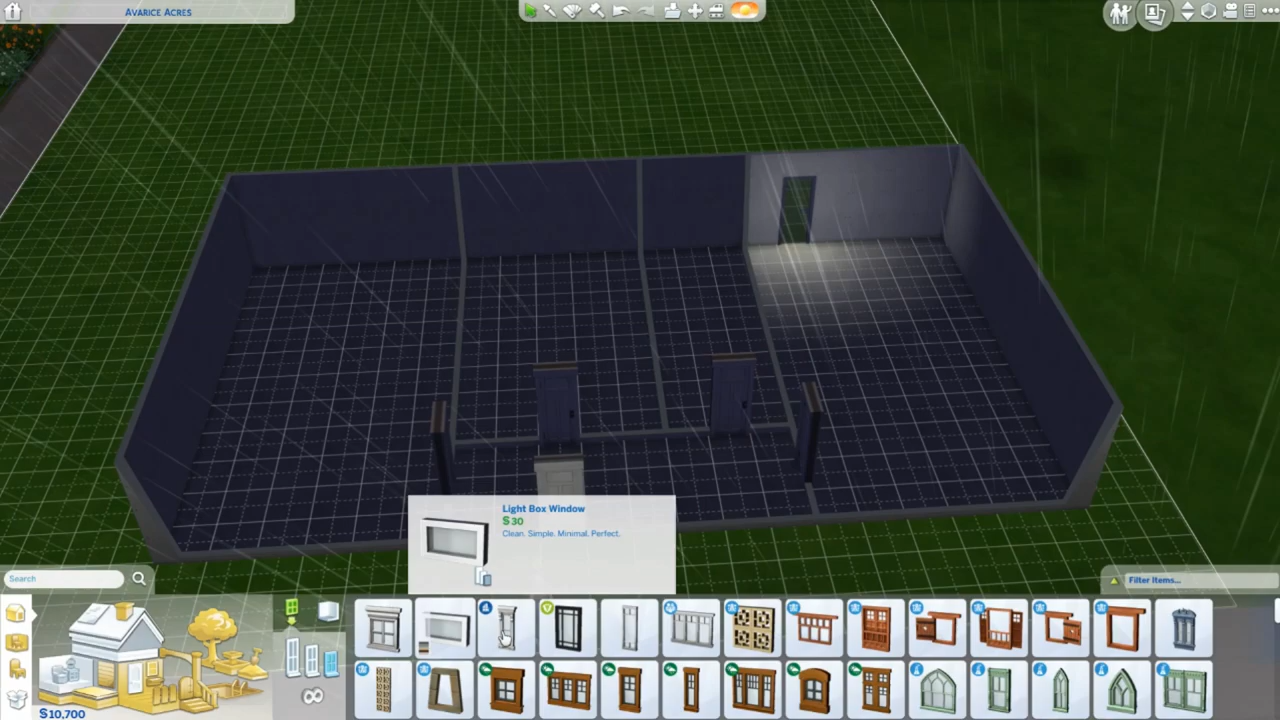 AVARICE ACRES
Light Box Window
$30
Clean. Simple. Minimal. Perfect.
Search
Filter Items...
$10,700